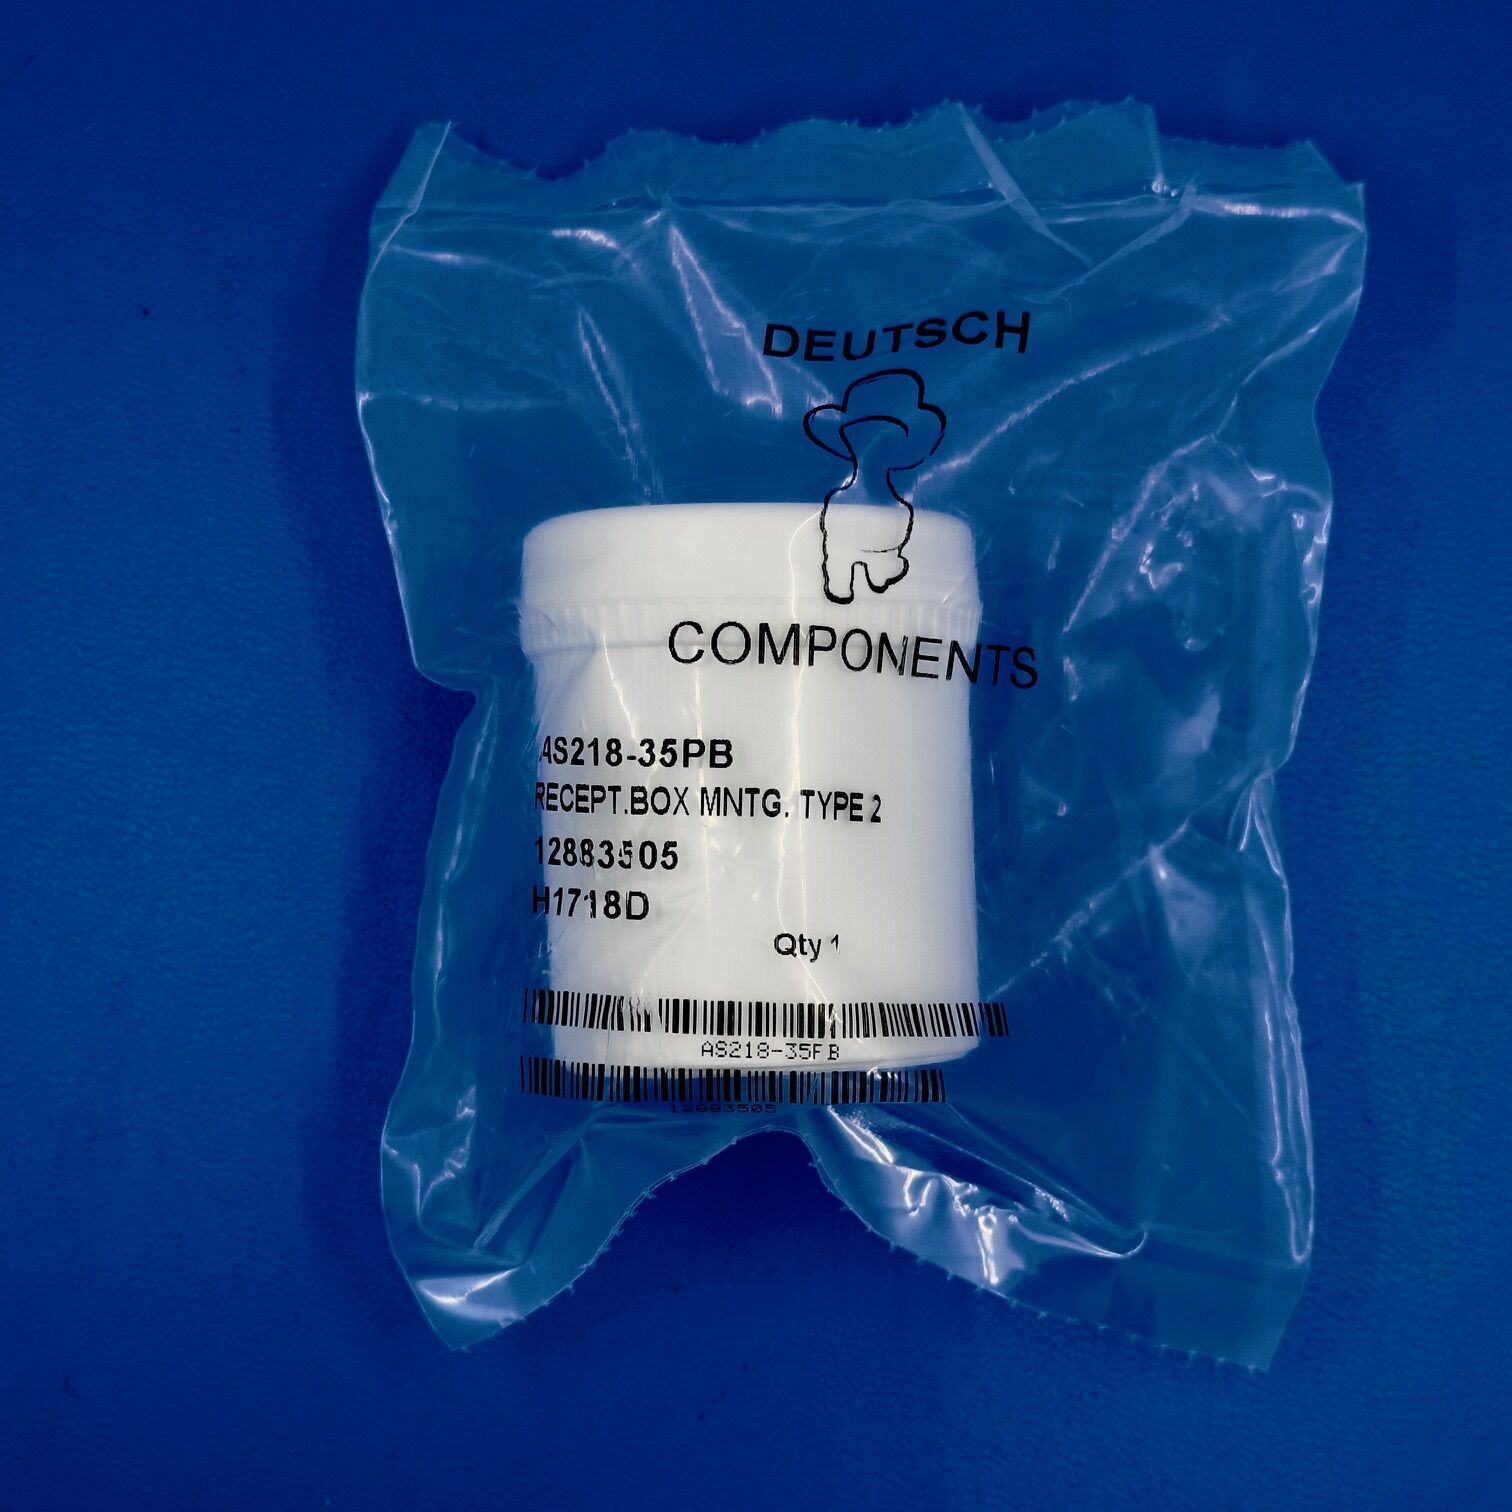 DEUTSCH
COMPONENTS
AS218-35PB
RECEPT.BOX MNTG. TYPE 2
12883505
H1718D
Qty 1
AS218-35PB
12883505